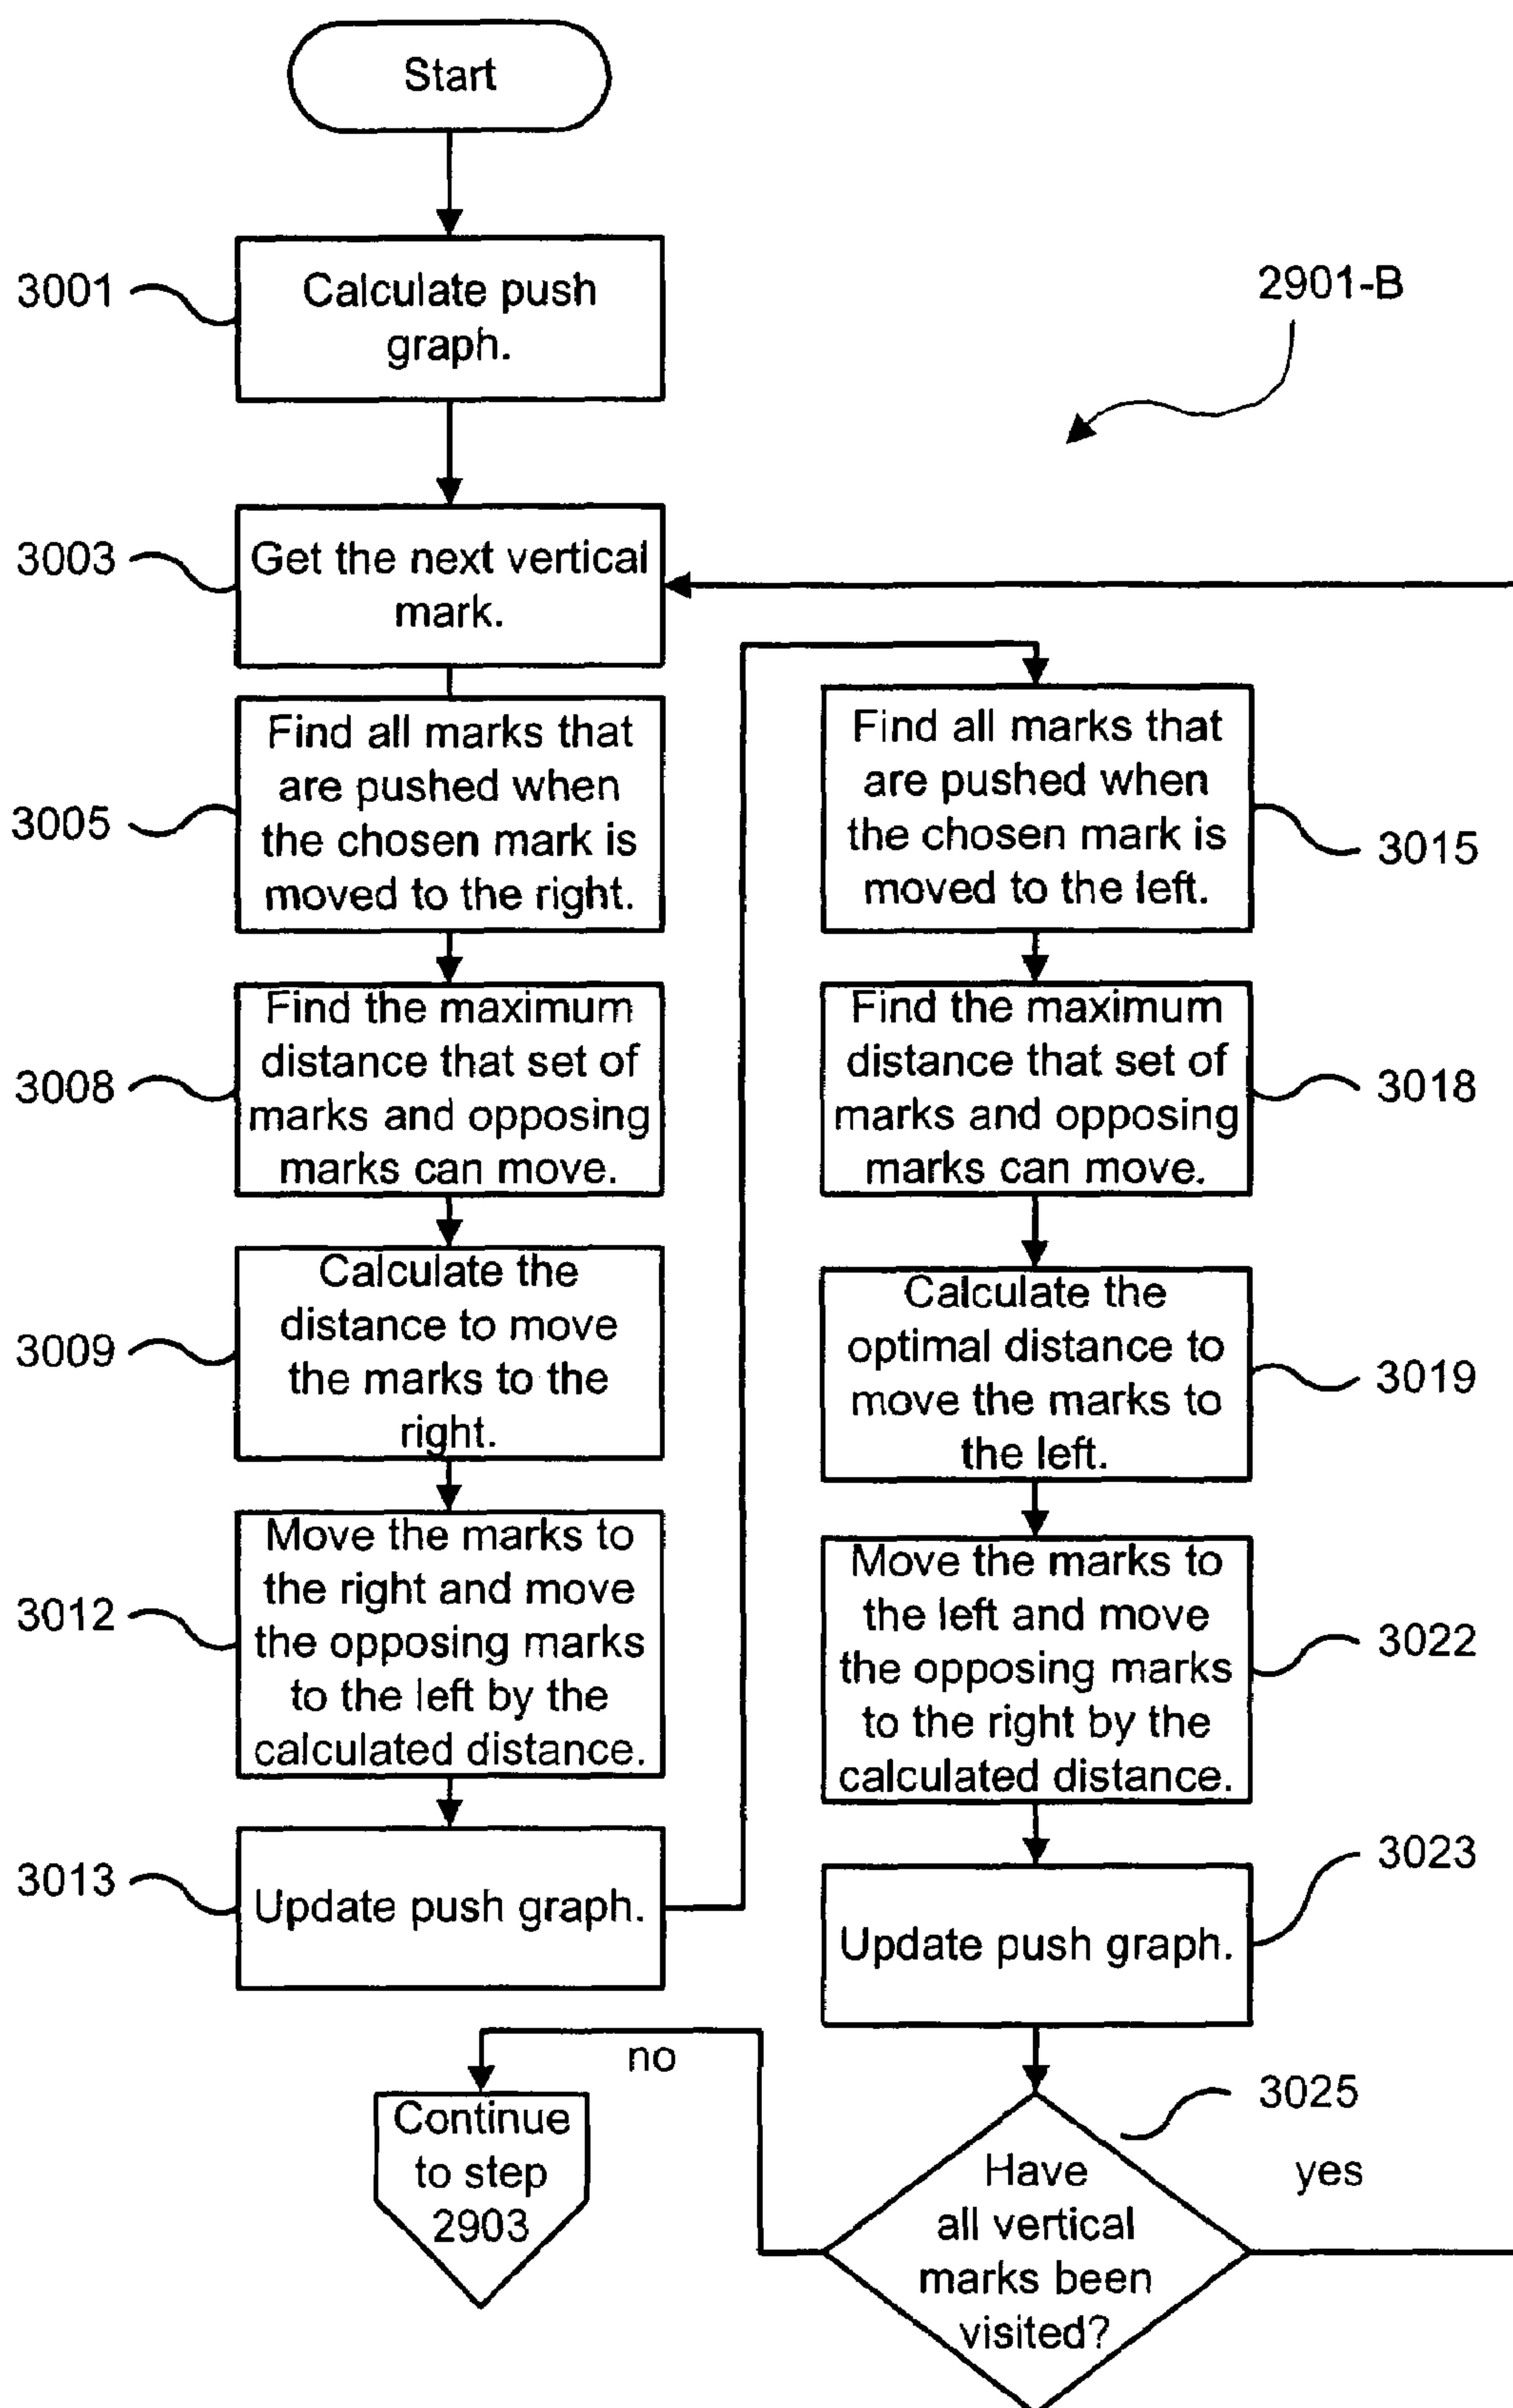 Start
3001
Calculate push
graph.
2901-B
3003
Get the next vertical
mark.
3005
Find all marks that
are pushed when
the chosen mark is
moved to the right.
3008
Find the maximum
distance that set of
marks and opposing
marks can move.
3009
Calculate the
distance to move
the marks to the
right.
3012
Move the marks to
the right and move
the opposing marks
to the left by the
calculated distance.
3013
Update push graph.
Find all marks that
are pushed when
the chosen mark is
moved to the left.
3015
Find the maximum
distance that set of
marks and opposing
marks can move.
3018
Calculate the
optimal distance to
move the marks to
the left.
3019
Move the marks to
the left and move
the opposing marks
to the right by the
calculated distance.
3022
3023
Update push graph.
no
Continue
to step
2903
3025
yes
Have
all vertical
marks been
visited?